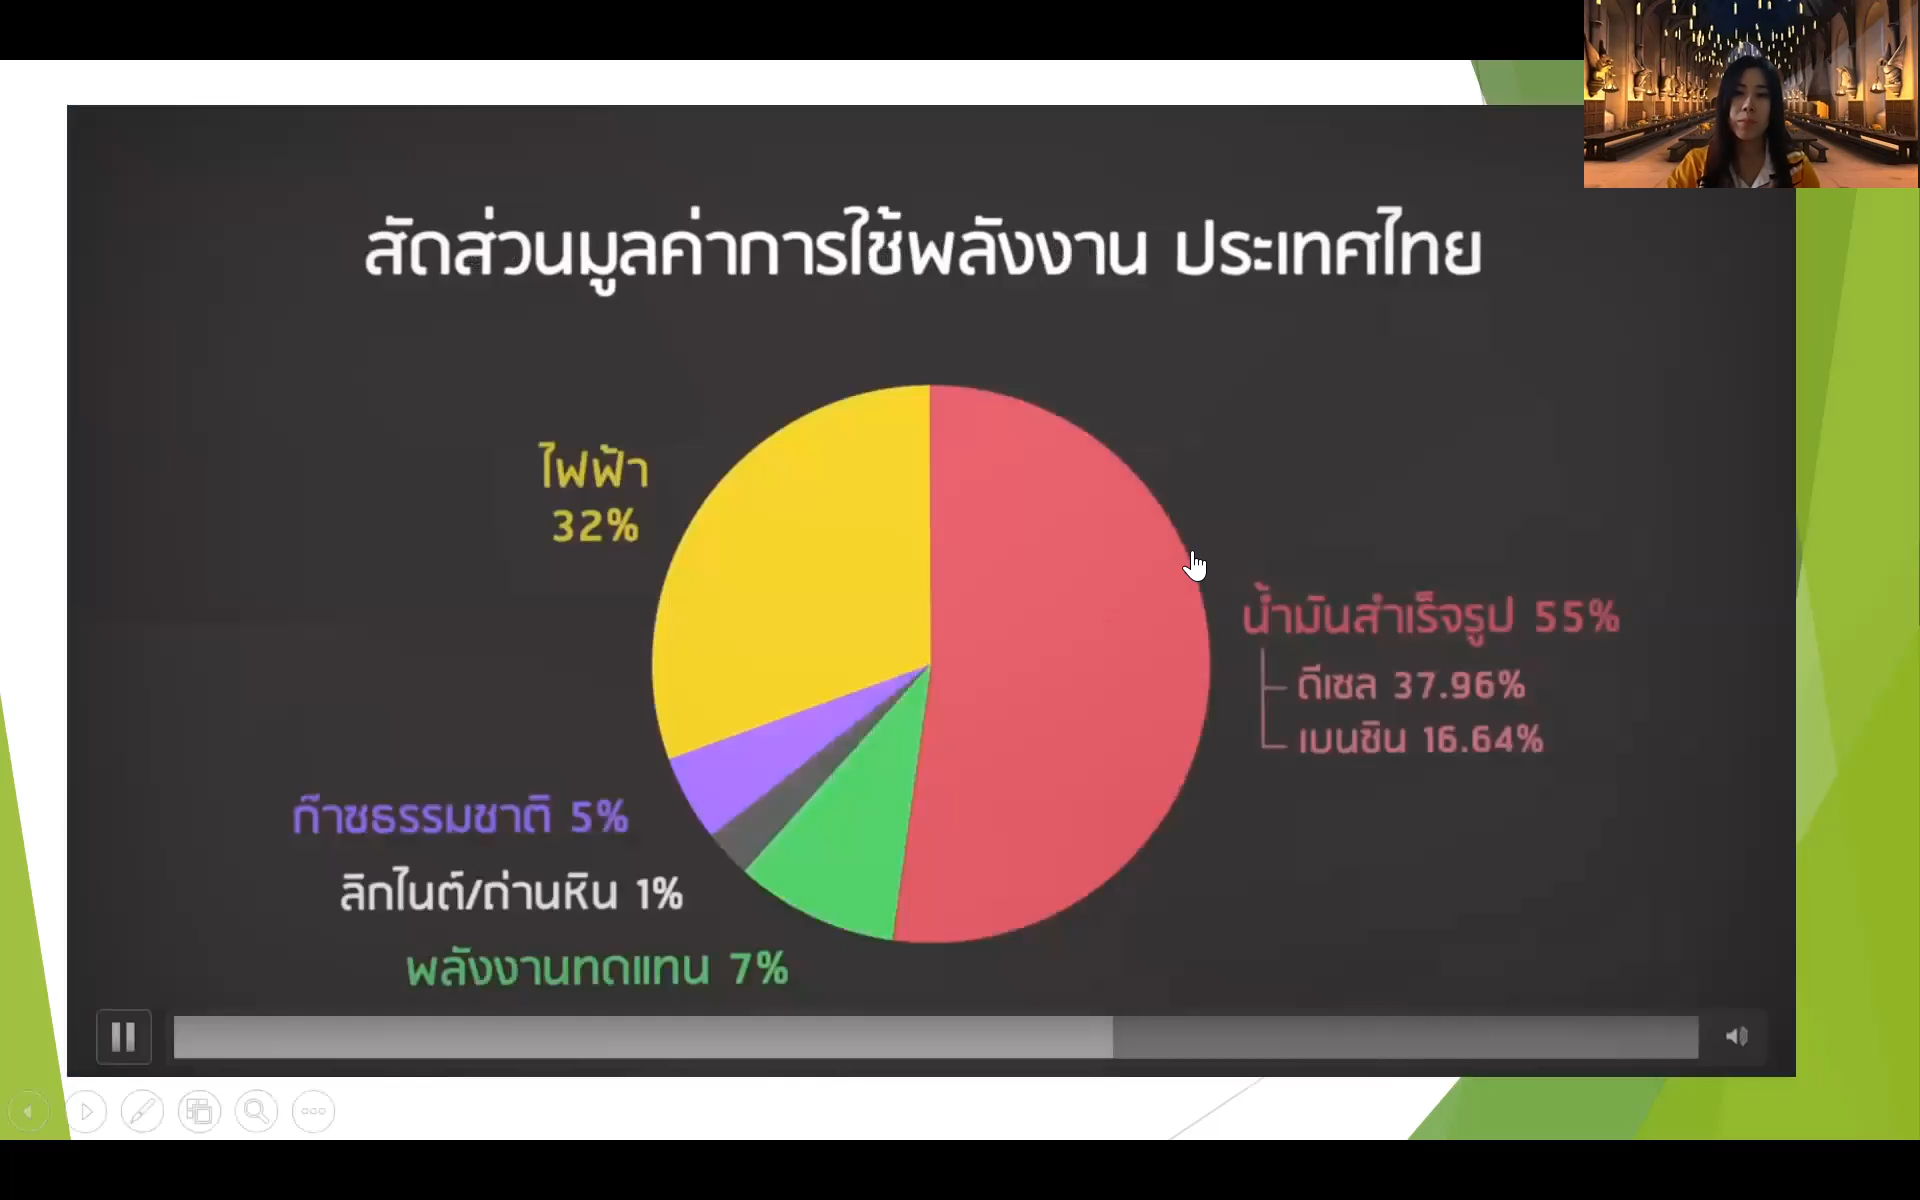 สัดส่วนมูลค่าการใช้พลังงาน ประเทศไทย
ไฟฟ้า
32%
น้ำมันสำเร็จรูป 55%
ดีเซล 37.96%
เบนซิน 16.64%
ก๊าซธรรมชาติ 5%
ลิกไนต์/ถ่านหิน 1%
พลังงานทดแทน 7%